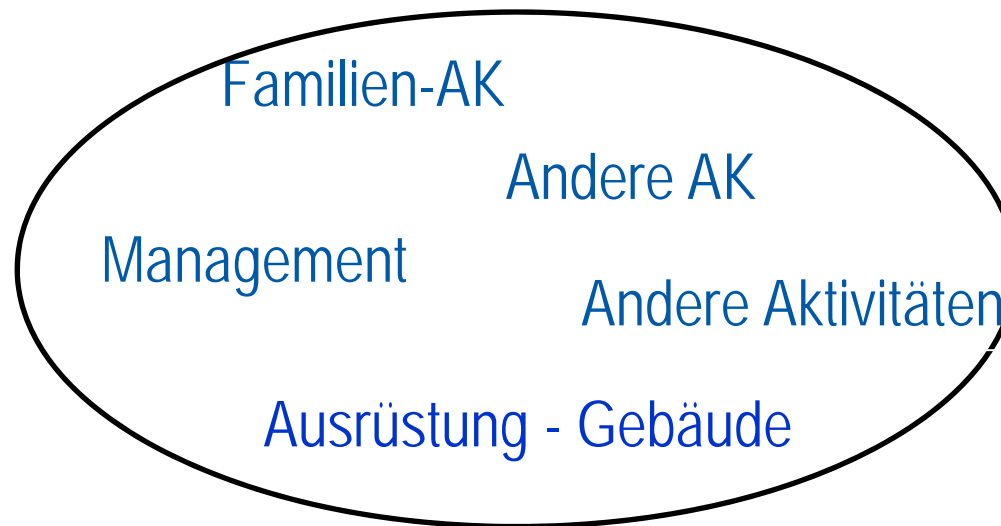 Familien-AK
Andere AK
Management
Andere Aktivitäten
Ausrüstung - Gebäude